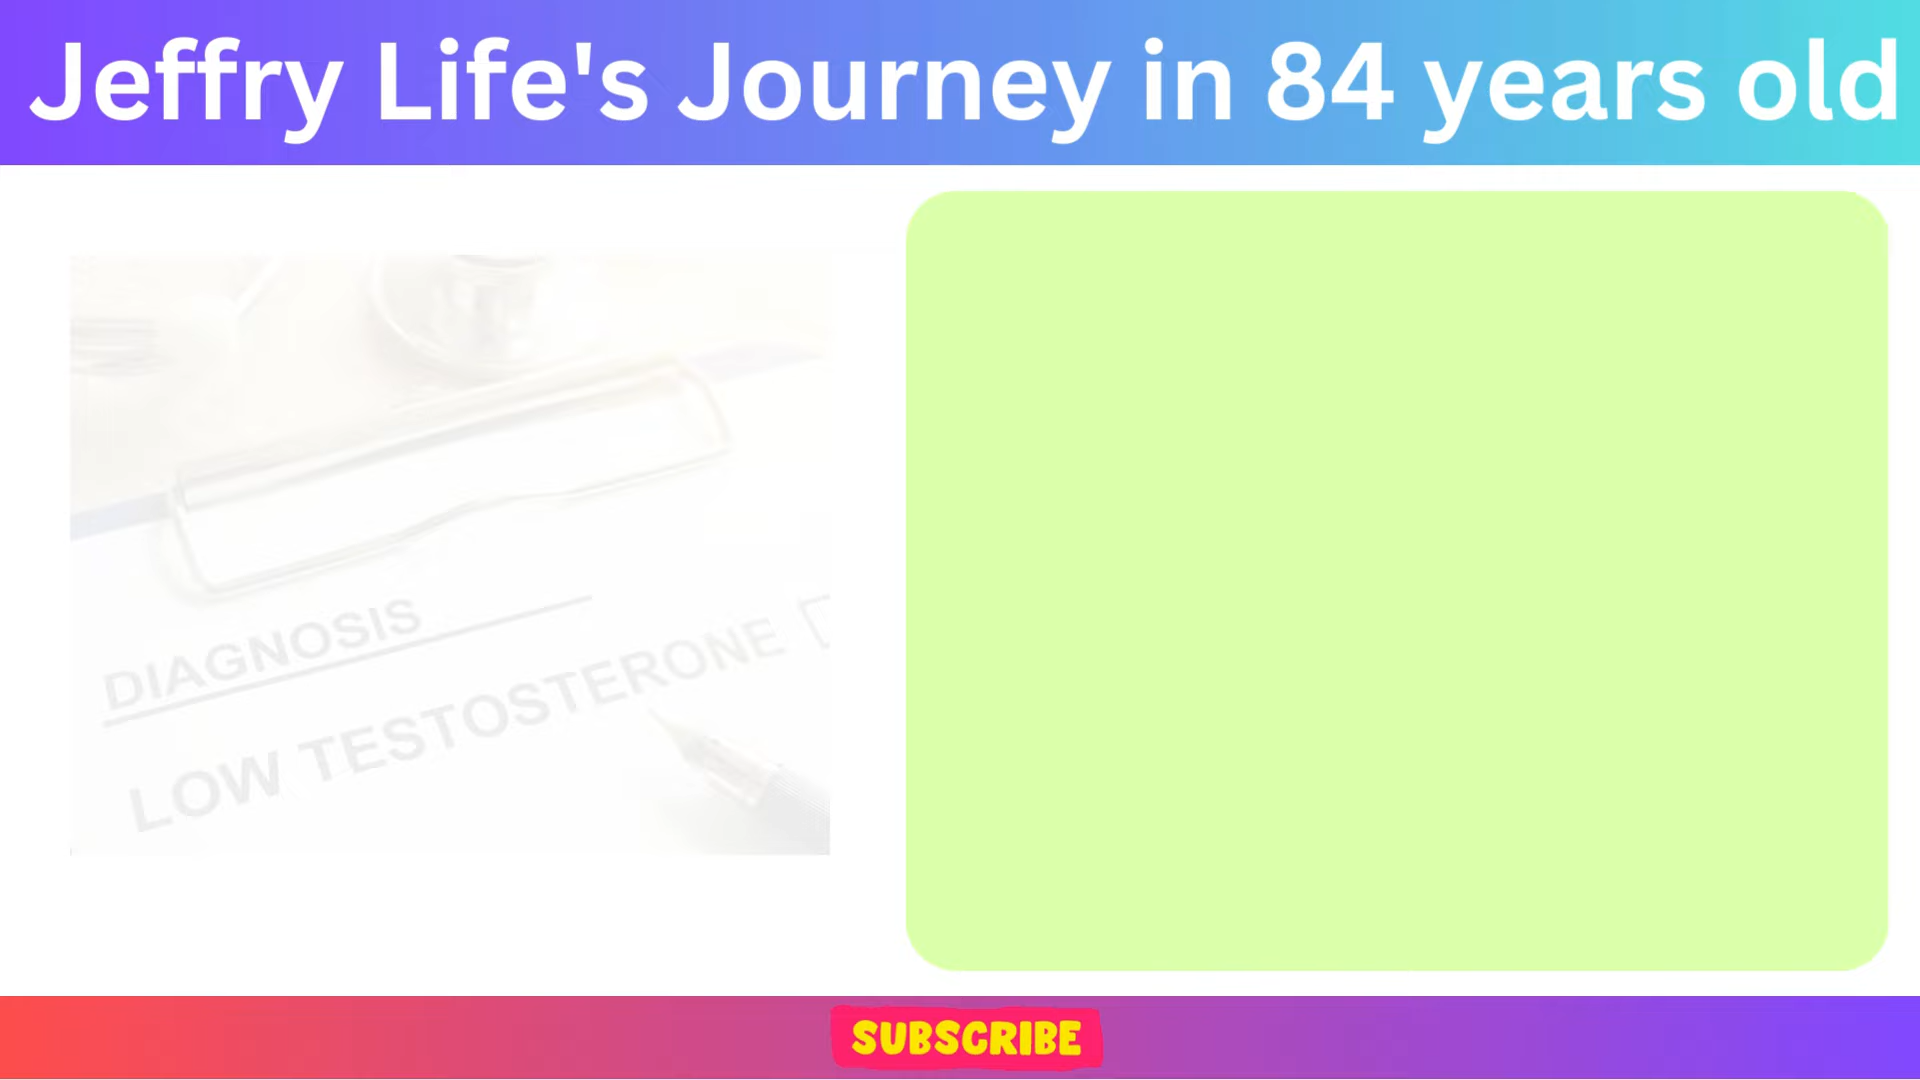 Jeffry Life's Journey in 84 years old
DIAGNOSIS
LOW TESTOSTERONE
SUBSCRIBE